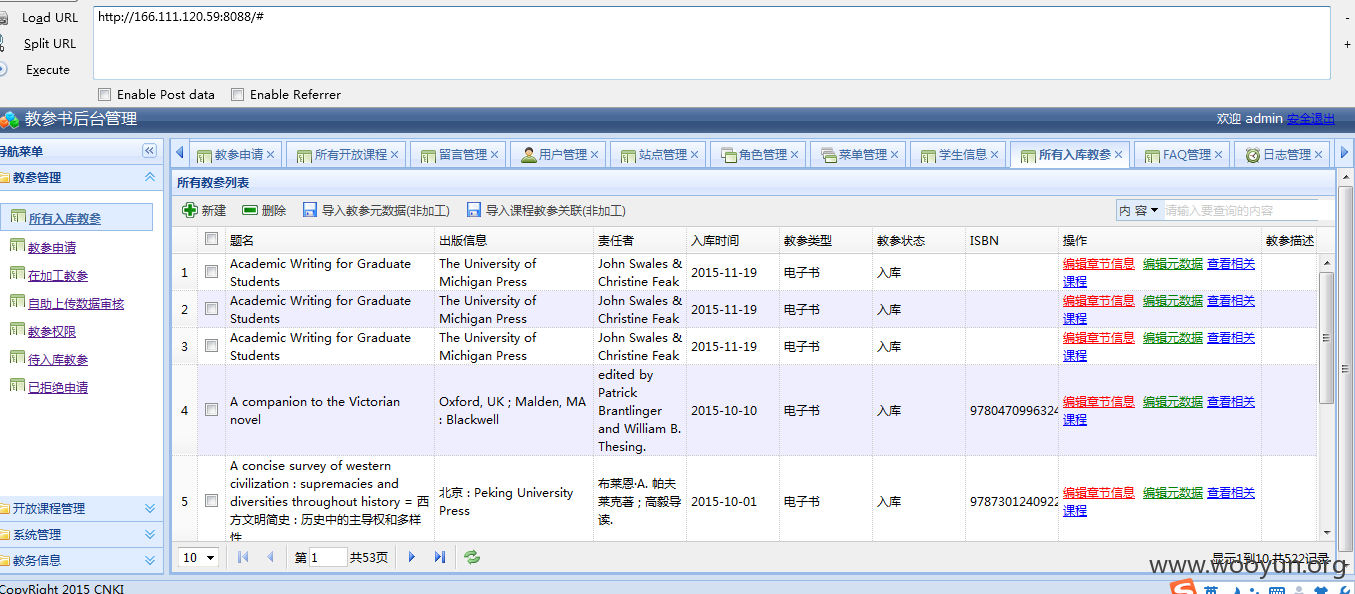 Load URL
http://166.111.120.59:8088/#
Split URL
Execute
Enable Post data
Enable Referrer
教参书后台管理
欢迎 admin 安全退出
导航菜单
教参申请
所有开放课程
留言管理
用户管理
站点管理
角色管理
菜单管理
学生信息
所有入库教参
FAQ管理
日志管理
教参管理
所有教参列表
所有入库教参
教参申请
在加工教参
自助上传数据审核
教参权限
待入库教参
已拒绝申请
开放课程管理
系统管理
教务信息
新建
删除
导入教参元数据(非加工)
导入课程教参关联(非加工)
内 容
请输入要查询的内容
题名 出版信息 责任者 入库时间 教参类型 教参状态 ISBN 操作 教参描述
1
Academic Writing for Graduate
Students
The University of
Michigan Press
John Swales &
Christine Feak
2015-11-19
电子书
入库
编辑章节信息 编辑元数据 查看相关
课程
2
Academic Writing for Graduate
Students
The University of
Michigan Press
John Swales &
Christine Feak
2015-11-19
电子书
入库
编辑章节信息 编辑元数据 查看相关
课程
3
Academic Writing for Graduate
Students
The University of
Michigan Press
John Swales &
Christine Feak
2015-11-19
电子书
入库
编辑章节信息 编辑元数据 查看相关
课程
4
A companion to the Victorian
novel
Oxford, UK ; Malden, MA
: Blackwell
edited by
Patrick
Brantlinger
and William B.
Thesing.
2015-10-10
电子书
入库
9780470996324
编辑章节信息 编辑元数据 查看相关
课程
5
A concise survey of western
civilization : supremacies and
diversities throughout history = 西
方文明简史 : 历史中的主导权和多样
性
北京 : Peking University
Press
布莱恩·A. 帕夫
莱克著 ; 高毅导
读.
2015-10-01
电子书
入库
9787301240922
编辑章节信息 编辑元数据 查看相关
课程
10
第 1 共53页
显示1到10,共522记录
www.wooyun.org
CopyRight 2015 CNKI
英